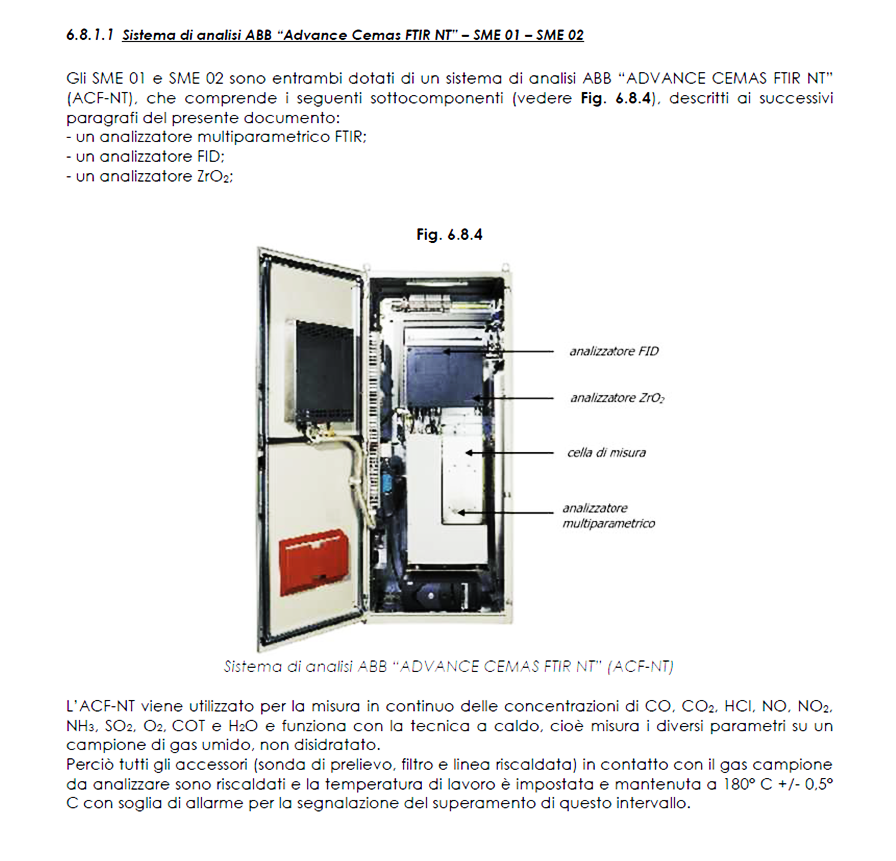 6.8.1.1 Sistema di analisi ABB “Advance Cemas FTIR NT” – SME 01 – SME 02
Gli SME 01 e SME 02 sono entrambi dotati di un sistema di analisi ABB “ADVANCE CEMAS FTIR NT”
(ACF-NT), che comprende i seguenti sottocomponenti (vedere Fig. 6.8.4), descritti ai successivi
paragrafi del presente documento:
- un analizzatore multiparametrico FTIR;
- un analizzatore FID;
- un analizzatore ZrO₂;
Fig. 6.8.4
analizzatore FID
analizzatore ZrO₂
cella di misura
analizzatore
multiparametrico
Sistema di analisi ABB “ADVANCE CEMAS FTIR NT” (ACF-NT)
L’ACF-NT viene utilizzato per la misura in continuo delle concentrazioni di CO, CO₂, HCl, NO, NO₂,
NH₃, SO₂, O₂, COT e H₂O e funziona con la tecnica a caldo, cioè misura i diversi parametri su un
campione di gas umido, non disidratato.
Perciò tutti gli accessori (sonda di prelievo, filtro e linea riscaldata) in contatto con il gas campione
da analizzare sono riscaldati e la temperatura di lavoro è impostata e mantenuta a 180° C +/- 0,5°
C con soglia di allarme per la segnalazione del superamento di questo intervallo.